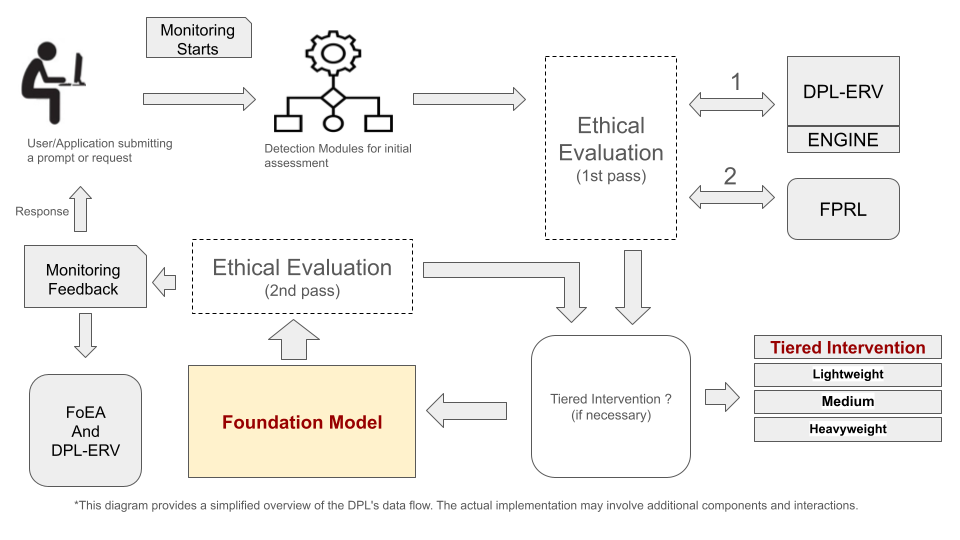 Monitoring
Starts
User/Application submitting
a prompt or request
Detection Modules for initial
assessment
Ethical
Evaluation
(1st pass)
1
DPL-ERV
ENGINE
2
FPRL
Response
Monitoring
Feedback
Ethical Evaluation
(2nd pass)
FoEA
And
DPL-ERV
Foundation Model
Tiered Intervention ?
(if necessary)
Tiered Intervention
Lightweight
Medium
Heavyweight
*This diagram provides a simplified overview of the DPL's data flow. The actual implementation may involve additional components and interactions.